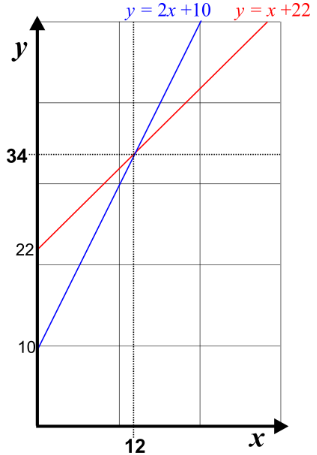 y = 2x +10 y = x +22
y
34
22
10
12
x